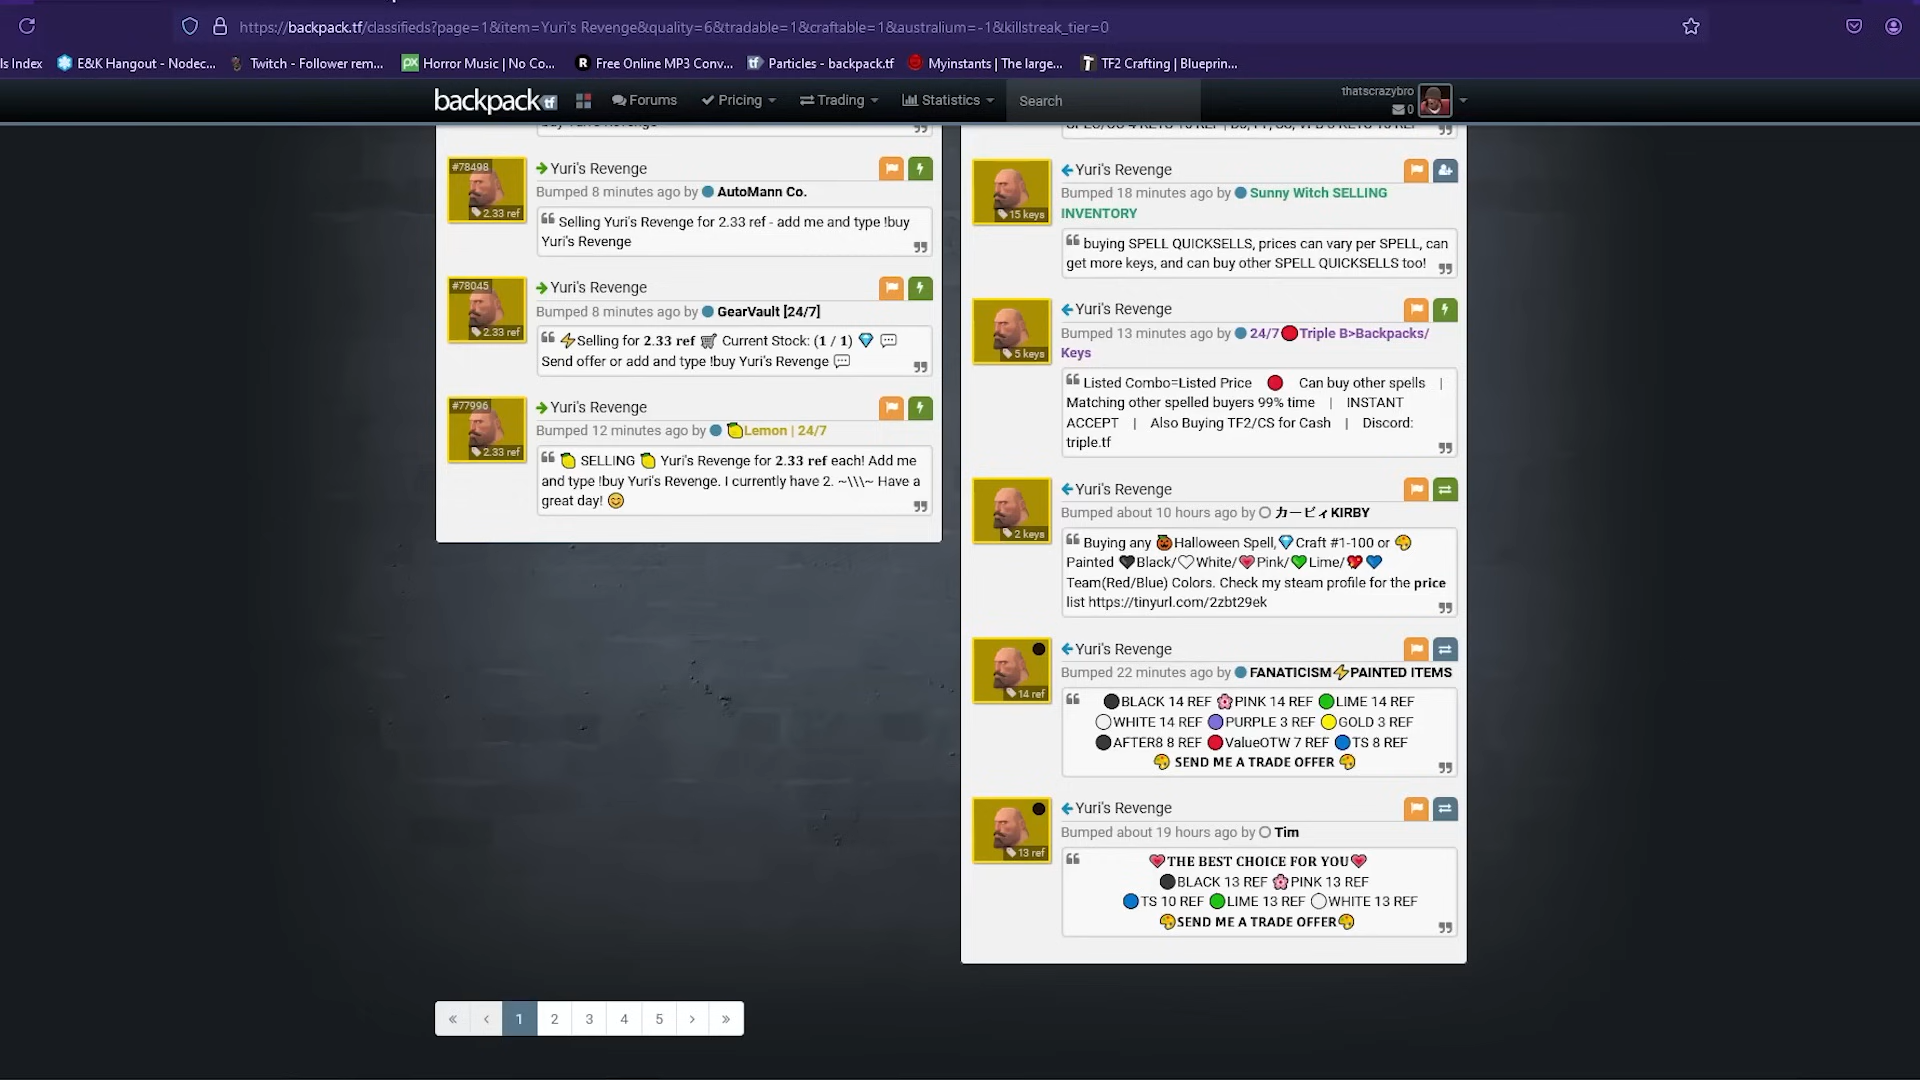 https://backpack.tf/classifieds?page=1&item=Yuri's Revenge&quality=6&tradable=1&craftable=1&australium=-1&killstreak_tier=0
ls Index E&K Hangout - Nodec... Twitch - Follower rem... Horror Music | No Co... Free Online MP3 Conv... Particles - backpack.tf Myinstants | The large... TF2 Crafting | Blueprin...
backpack tf Forums Pricing Trading Statistics Search thatscrazybro 0
buy Yuri's Revenge
#78498 Yuri's Revenge
Bumped 8 minutes ago by AutoMann Co.
2.33 ref
❝ Selling Yuri's Revenge for 2.33 ref - add me and type !buy
Yuri's Revenge ❞
#78045 Yuri's Revenge
Bumped 8 minutes ago by GearVault [24/7]
2.33 ref
❝ ⚡Selling for 2.33 ref 🛒 Current Stock: (1 / 1) 💎 💬
Send offer or add and type !buy Yuri's Revenge 💬 ❞
#77996 Yuri's Revenge
Bumped 12 minutes ago by 🍋Lemon | 24/7
2.33 ref
❝ 🍋 SELLING 🍋 Yuri's Revenge for 2.33 ref each! Add me
and type !buy Yuri's Revenge. I currently have 2. ~\\\~ Have a
great day! 😊 ❞
« ‹ 1 2 3 4 5 › »
Yuri's Revenge
Bumped 18 minutes ago by Sunny Witch SELLING
INVENTORY
15 keys
❝ buying SPELL QUICKSELLS, prices can vary per SPELL, can
get more keys, and can buy other SPELL QUICKSELLS too! ❞
Yuri's Revenge
Bumped 13 minutes ago by 24/7🔴Triple B>Backpacks/
Keys
5 keys
❝ Listed Combo=Listed Price 🔴 Can buy other spells |
Matching other spelled buyers 99% time | INSTANT
ACCEPT | Also Buying TF2/CS for Cash | Discord:
triple.tf ❞
Yuri's Revenge
Bumped about 10 hours ago by カービィKIRBY
2 keys
❝ Buying any 🎃Halloween Spell,💎Craft #1-100 or 🎨
Painted 🖤Black/🤍White/💗Pink/💚Lime/💖💙
Team(Red/Blue) Colors. Check my steam profile for the price
list https://tinyurl.com/2zbt29ek ❞
Yuri's Revenge
Bumped 22 minutes ago by FANATICISM⚡PAINTED ITEMS
14 ref
❝ ⚫BLACK 14 REF 🌸PINK 14 REF 🟢LIME 14 REF
⚪WHITE 14 REF 🟣PURPLE 3 REF 🟡GOLD 3 REF
⚫AFTER8 8 REF 🔴ValueOTW 7 REF 🔵TS 8 REF
🎨 SEND ME A TRADE OFFER 🎨 ❞
Yuri's Revenge
Bumped about 19 hours ago by Tim
13 ref
❝ 💗THE BEST CHOICE FOR YOU💗
⚫BLACK 13 REF 🌸PINK 13 REF
🔵TS 10 REF 🟢LIME 13 REF ⚪WHITE 13 REF
🎨SEND ME A TRADE OFFER🎨 ❞